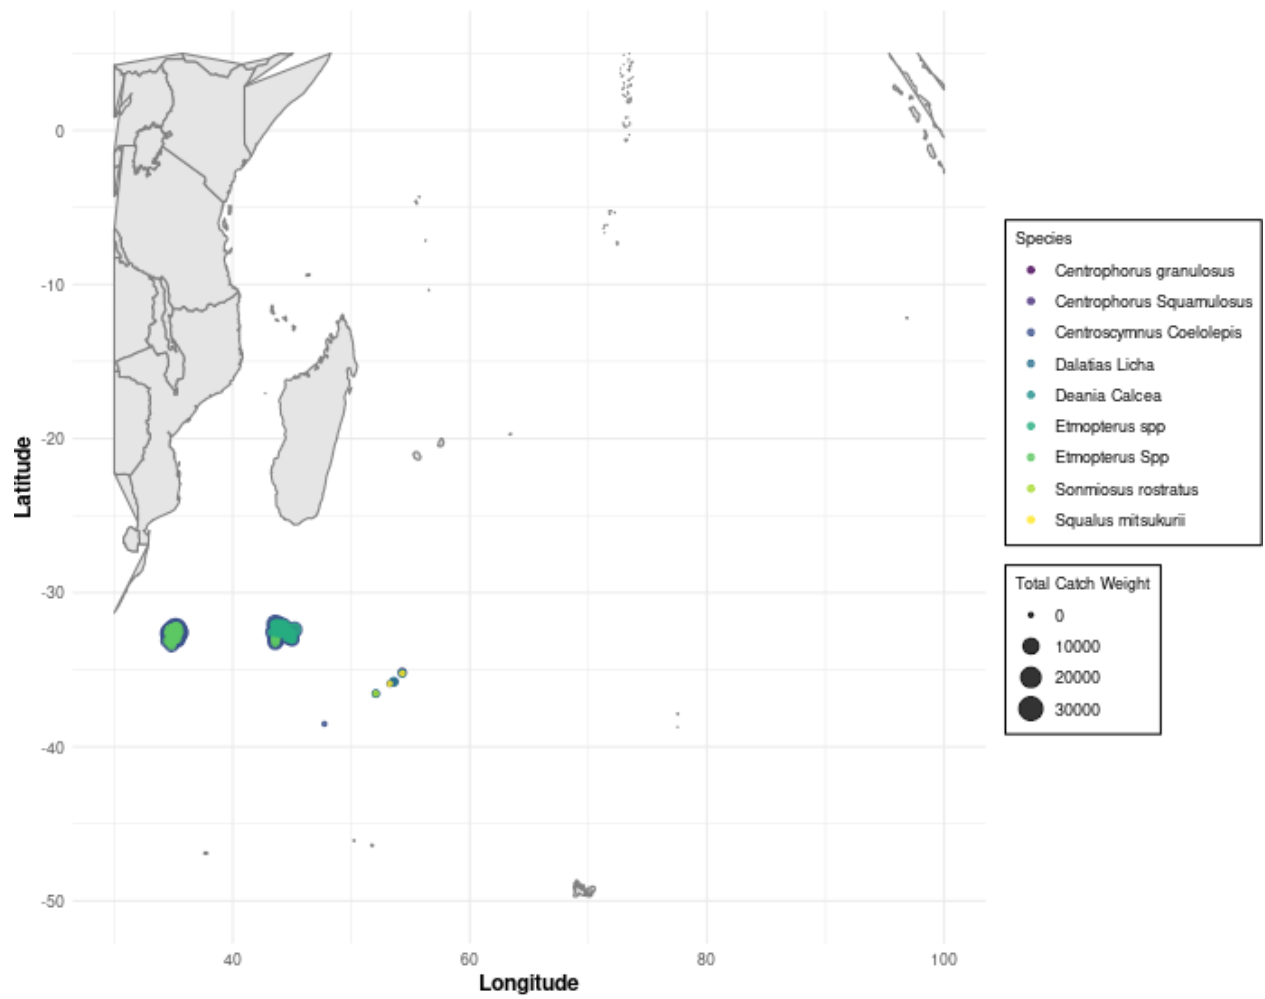 0
-10
-20
-30
-40
-50
Latitude
40
60
80
100
Longitude
Species
Centrophorus granulosus
Centrophorus Squamulosus
Centroscymnus Coelolepis
Dalatias Licha
Deania Calcea
Etmopterus spp
Etmopterus Spp
Sonmiosus rostratus
Squalus mitsukurii
Total Catch Weight
0
10000
20000
30000